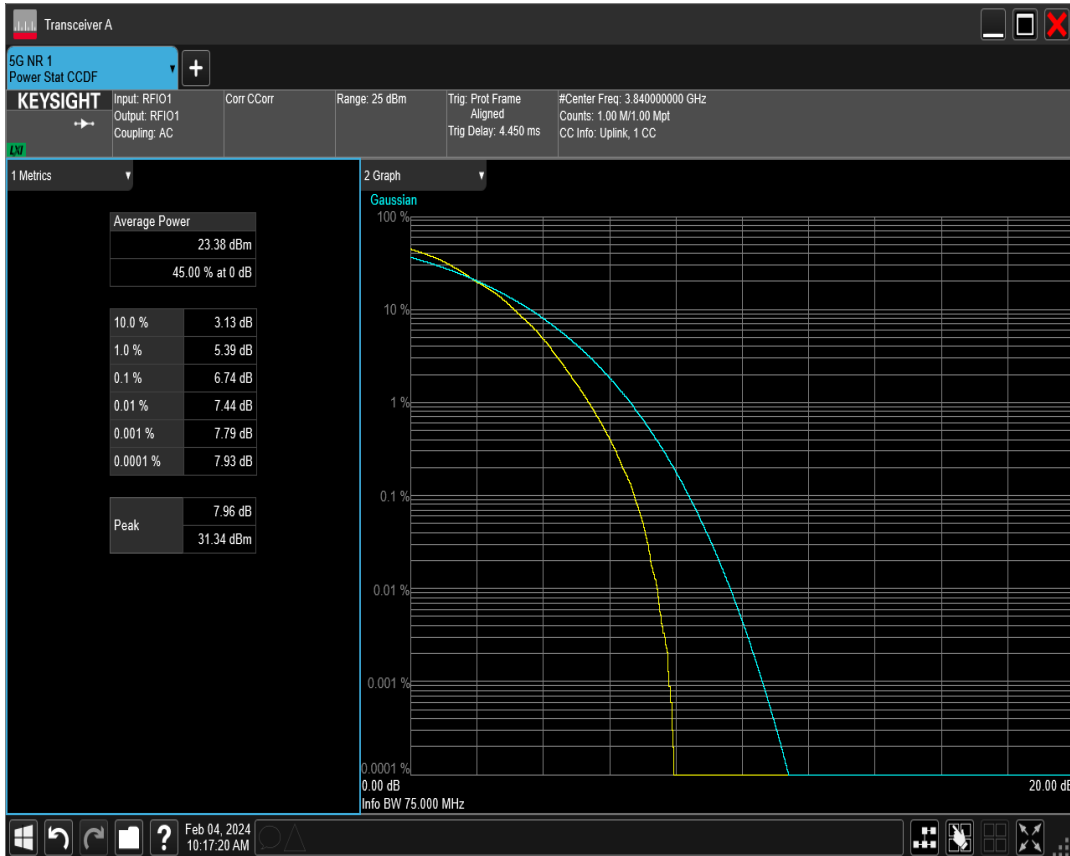 Transceiver A
5G NR 1
Power Stat CCDF
KEYSIGHT
LXI
Input: RFIO1
Output: RFIO1
Coupling: AC
Corr CCorr
Range: 25 dBm
Trig: Prot Frame
Aligned
Trig Delay: 4.450 ms
#Center Freq: 3.840000000 GHz
Counts: 1.00 M/1.00 Mpt
CC Info: Uplink, 1 CC
1 Metrics
Average Power
23.38 dBm
45.00 % at 0 dB
10.0 % 3.13 dB
1.0 % 5.39 dB
0.1 % 6.74 dB
0.01 % 7.44 dB
0.001 % 7.79 dB
0.0001 % 7.93 dB
Peak
7.96 dB
31.34 dBm
2 Graph
Gaussian
100 %
10 %
1 %
0.1 %
0.01 %
0.001 %
0.0001 %
0.00 dB 20.00 dB
Info BW 75.000 MHz
? Feb 04, 2024
10:17:20 AM